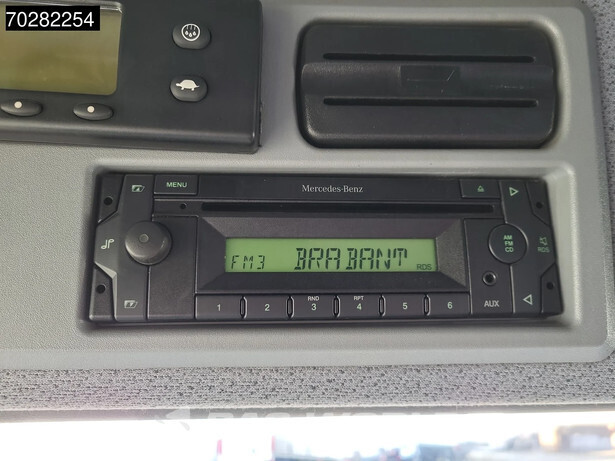 70282254
MENU
Mercedes-Benz
AM
FM
CD
RDS
FM3 BRABANT RDS
RND RPT
1 2 3 4 5 6
AUX